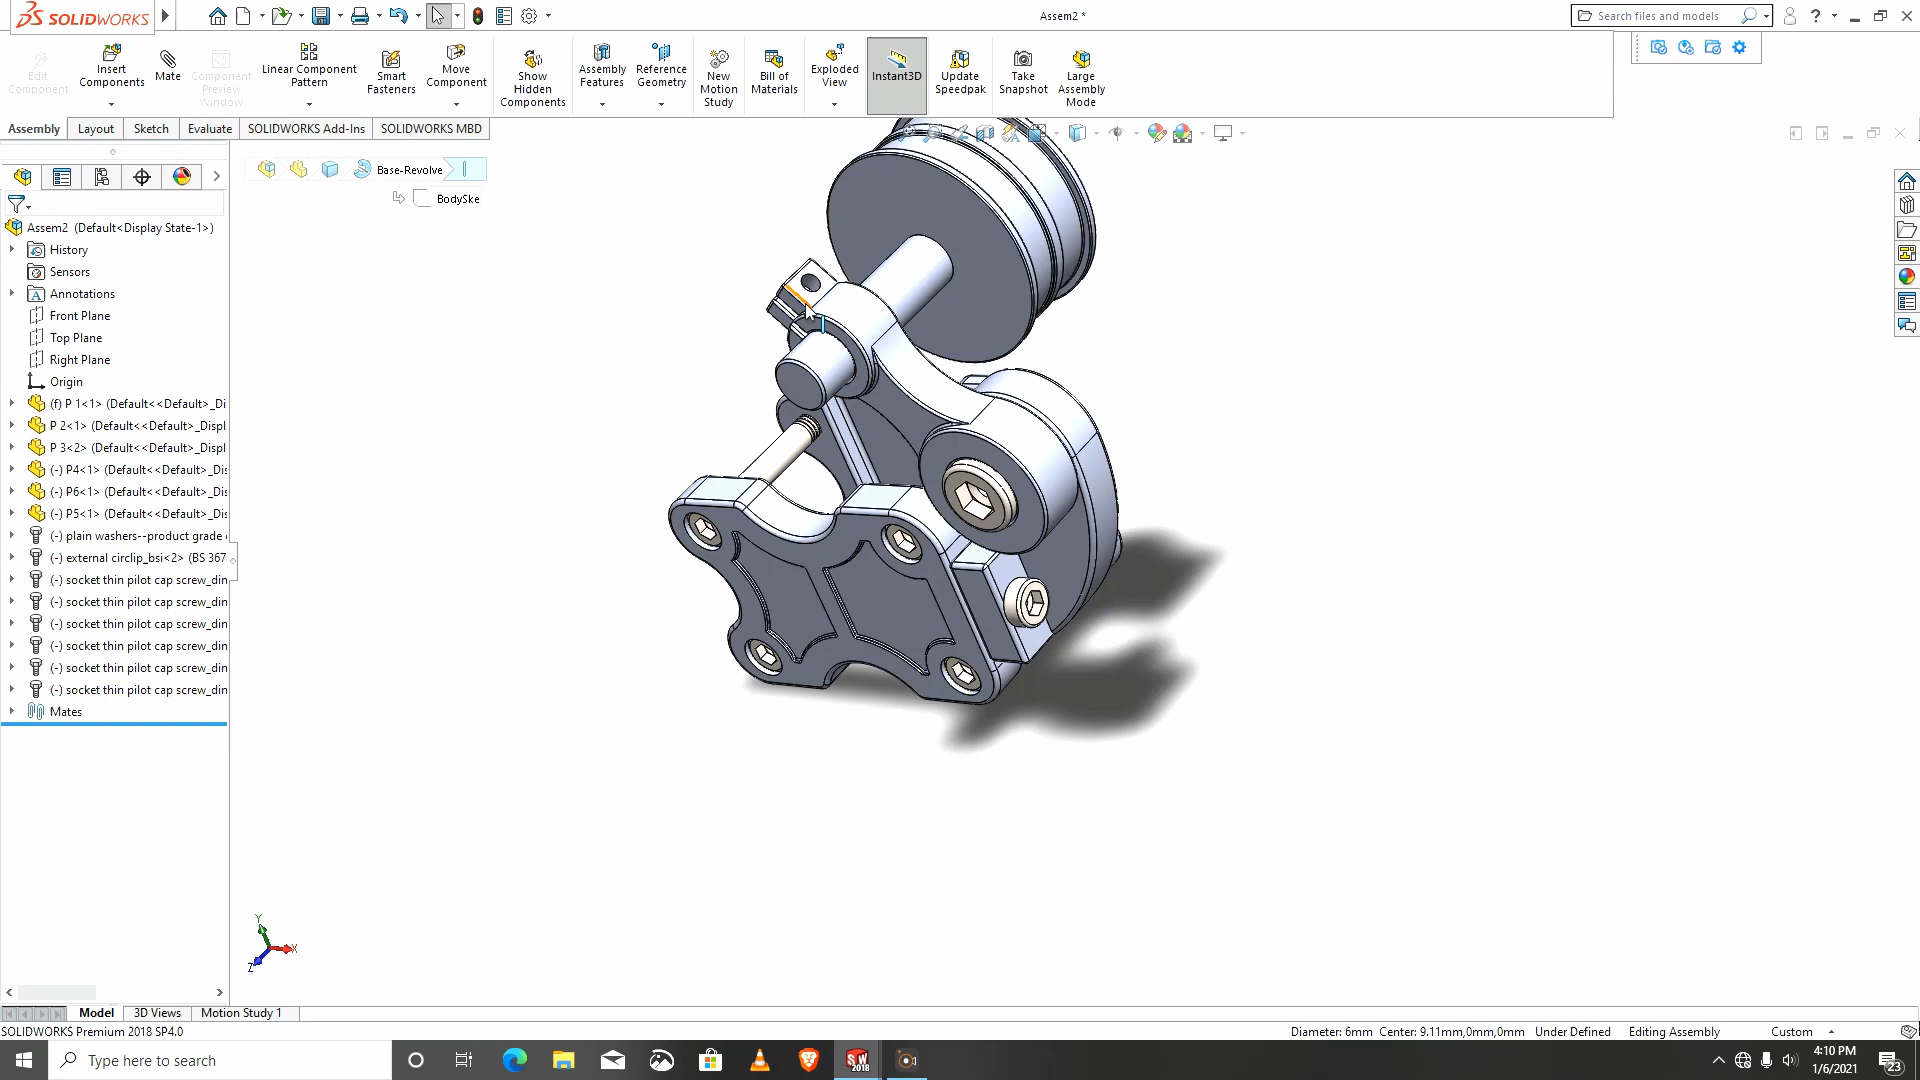 SOLIDWORKS
Assem2 *
Search files and models
Edit Component
Insert Components
Mate
Component Preview Window
Linear Component Pattern
Smart Fasteners
Move Component
Show Hidden Components
Assembly Features
Reference Geometry
New Motion Study
Bill of Materials
Exploded View
Instant3D
Update Speedpak
Take Snapshot
Large Assembly Mode
Assembly
Layout
Sketch
Evaluate
SOLIDWORKS Add-Ins
SOLIDWORKS MBD
Base-Revolve
BodySke
Assem2 (Default<Display State-1>)
History
Sensors
Annotations
Front Plane
Top Plane
Right Plane
Origin
(f) P 1<1> (Default<<Default>_Di
P 2<1> (Default<<Default>_Displ
P 3<2> (Default<<Default>_Displ
(-) P4<1> (Default<<Default>_Dis
(-) P6<1> (Default<<Default>_Dis
(-) P5<1> (Default<<Default>_Dis
(-) plain washers--product grade
(-) external circlip_bsi<2> (BS 367
(-) socket thin pilot cap screw_din
(-) socket thin pilot cap screw_din
(-) socket thin pilot cap screw_din
(-) socket thin pilot cap screw_din
(-) socket thin pilot cap screw_din
(-) socket thin pilot cap screw_din
Mates
Y
X
Z
Model
3D Views
Motion Study 1
SOLIDWORKS Premium 2018 SP4.0
Diameter: 6mm Center: 9.11mm,0mm,0mm
Under Defined
Editing Assembly
Custom
Type here to search
SW 2018
4:10 PM
1/6/2021
23